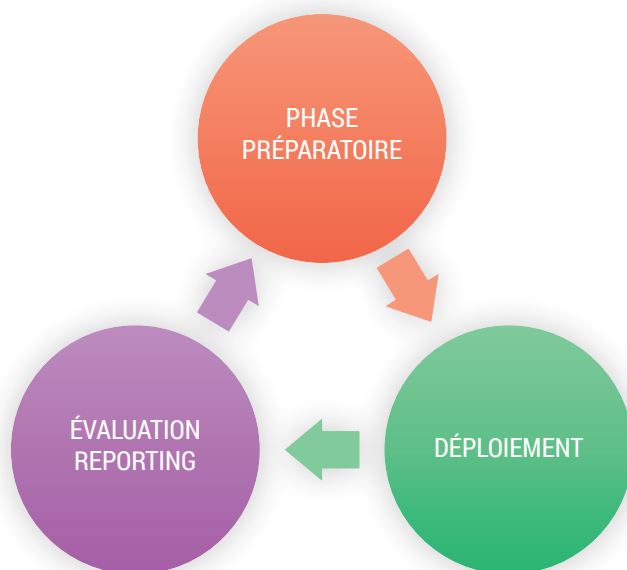 PHASE
PRÉPARATOIRE
ÉVALUATION
REPORTING
DÉPLOIEMENT